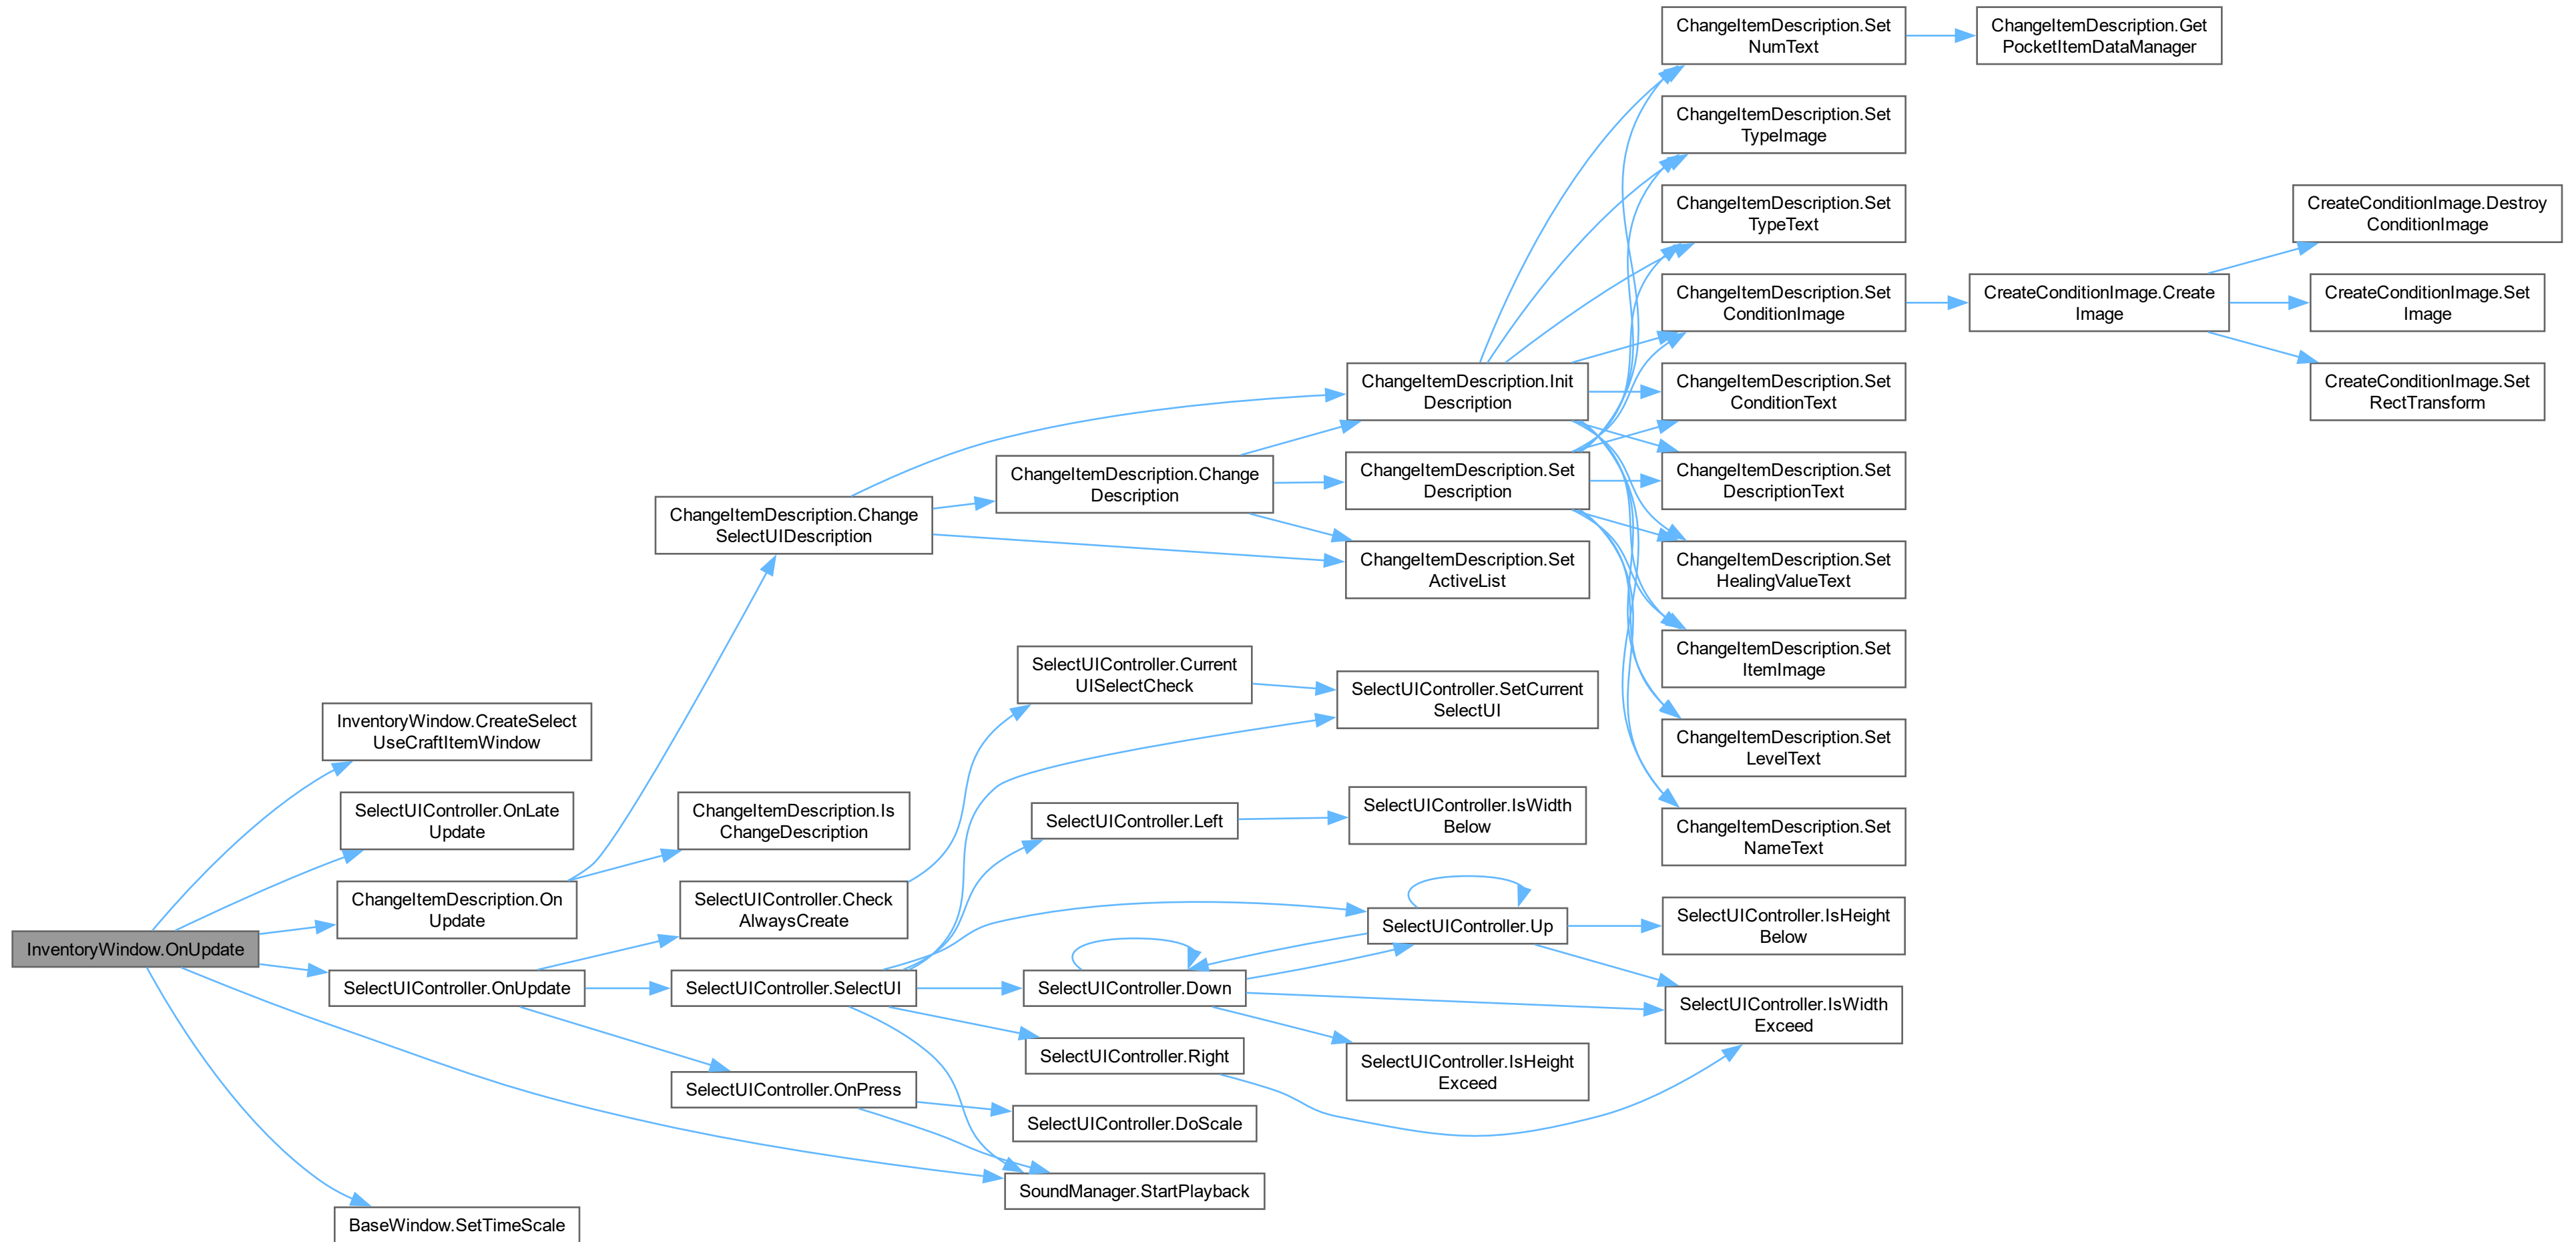 InventoryWindow.OnUpdate
InventoryWindow.CreateSelect
UseCraftItemWindow
SelectUIController.OnLate
Update
ChangeItemDescription.On
Update
SelectUIController.OnUpdate
BaseWindow.SetTimeScale
ChangeItemDescription.Change
SelectUIDescription
ChangeItemDescription.Is
ChangeDescription
SelectUIController.Check
AlwaysCreate
SelectUIController.SelectUI
SelectUIController.OnPress
ChangeItemDescription.Change
Description
SelectUIController.Current
UISelectCheck
SelectUIController.Left
SelectUIController.Down
SelectUIController.Right
SelectUIController.DoScale
SoundManager.StartPlayback
ChangeItemDescription.Init
Description
ChangeItemDescription.Set
Description
ChangeItemDescription.Set
ActiveList
SelectUIController.SetCurrent
SelectUI
SelectUIController.IsWidth
Below
SelectUIController.Up
SelectUIController.IsHeight
Exceed
ChangeItemDescription.Set
NumText
ChangeItemDescription.Set
TypeImage
ChangeItemDescription.Set
TypeText
ChangeItemDescription.Set
ConditionImage
ChangeItemDescription.Set
ConditionText
ChangeItemDescription.Set
DescriptionText
ChangeItemDescription.Set
HealingValueText
ChangeItemDescription.Set
ItemImage
ChangeItemDescription.Set
LevelText
ChangeItemDescription.Set
NameText
SelectUIController.IsHeight
Below
SelectUIController.IsWidth
Exceed
ChangeItemDescription.Get
PocketItemDataManager
CreateConditionImage.Create
Image
CreateConditionImage.Destroy
ConditionImage
CreateConditionImage.Set
Image
CreateConditionImage.Set
RectTransform